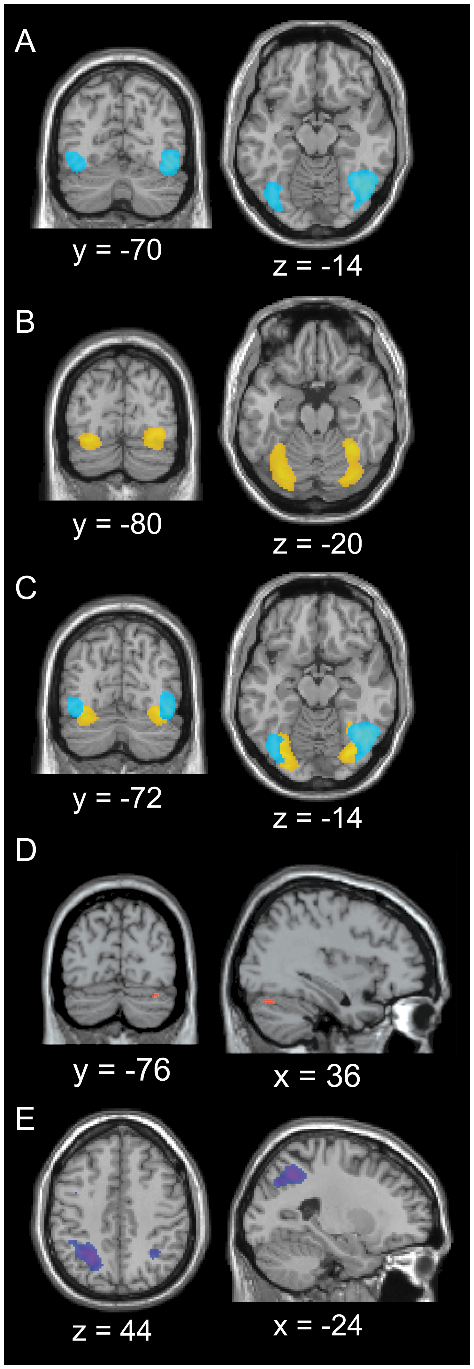 A
y = -70 z = -14
B
y = -80 z = -20
C
y = -72 z = -14
D
y = -76 x = 36
E
z = 44 x = -24